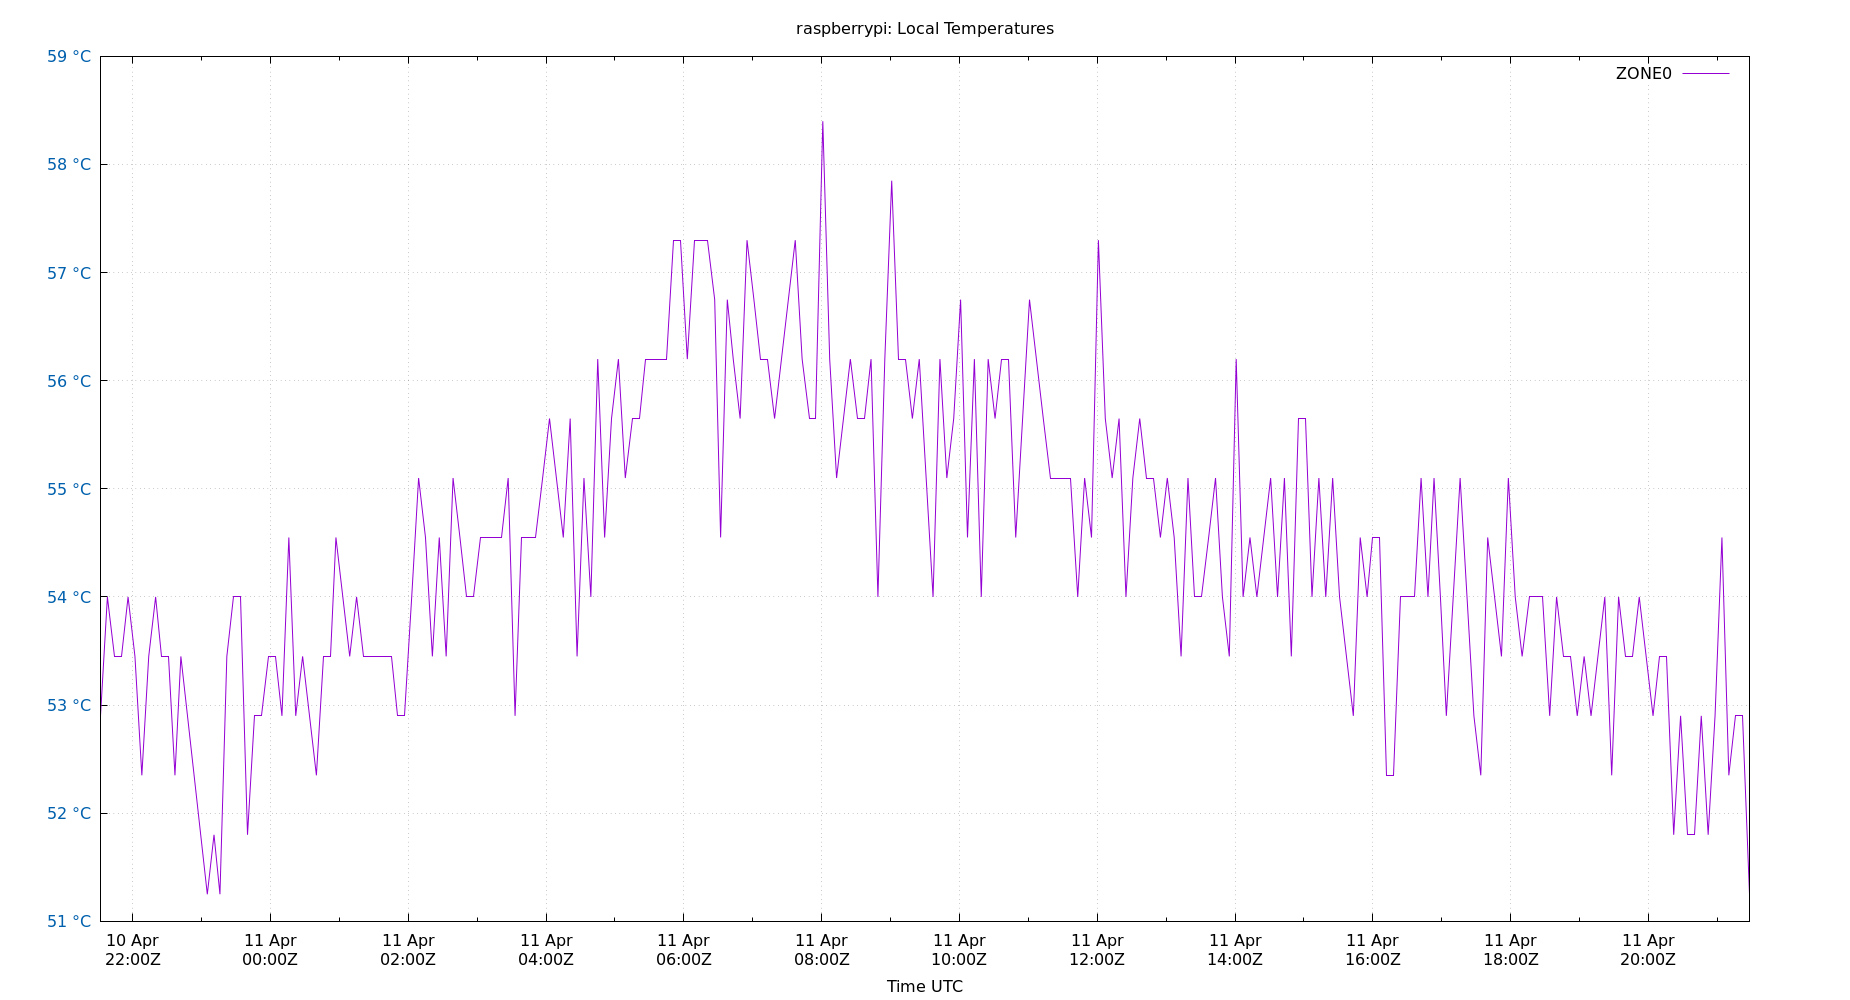 raspberrypi: Local Temperatures
59 °C
ZONE0
58 °C
57 °C
56 °C
55 °C
54 °C
53 °C
52 °C
51 °C
10 Apr 11 Apr 11 Apr 11 Apr 11 Apr 11 Apr 11 Apr 11 Apr 11 Apr 11 Apr 11 Apr 11 Apr
22:00Z 00:00Z 02:00Z 04:00Z 06:00Z 08:00Z 10:00Z 12:00Z 14:00Z 16:00Z 18:00Z 20:00Z
Time UTC